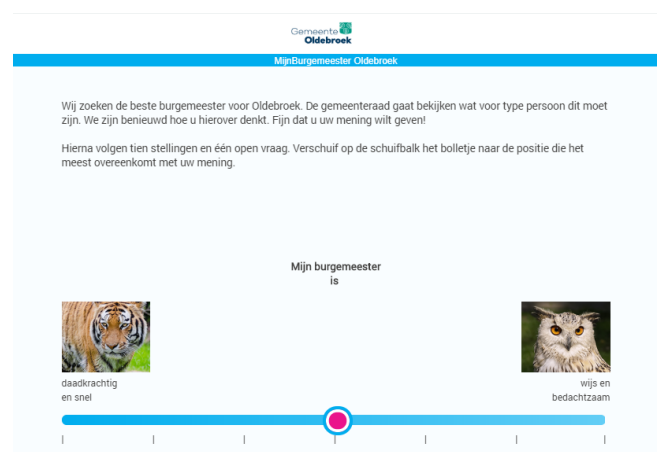 Gemeente
Oldebroek
MijnBurgemeester Oldebroek
Wij zoeken de beste burgemeester voor Oldebroek. De gemeenteraad gaat bekijken wat voor type persoon dit moet
zijn. We zijn benieuwd hoe u hierover denkt. Fijn dat u uw mening wilt geven!
Hierna volgen tien stellingen en één open vraag. Verschuif op de schuifbalk het bolletje naar de positie die het
meest overeenkomt met uw mening.
Mijn burgemeester
is
daadkrachtig
en snel
wijs en
bedachtzaam